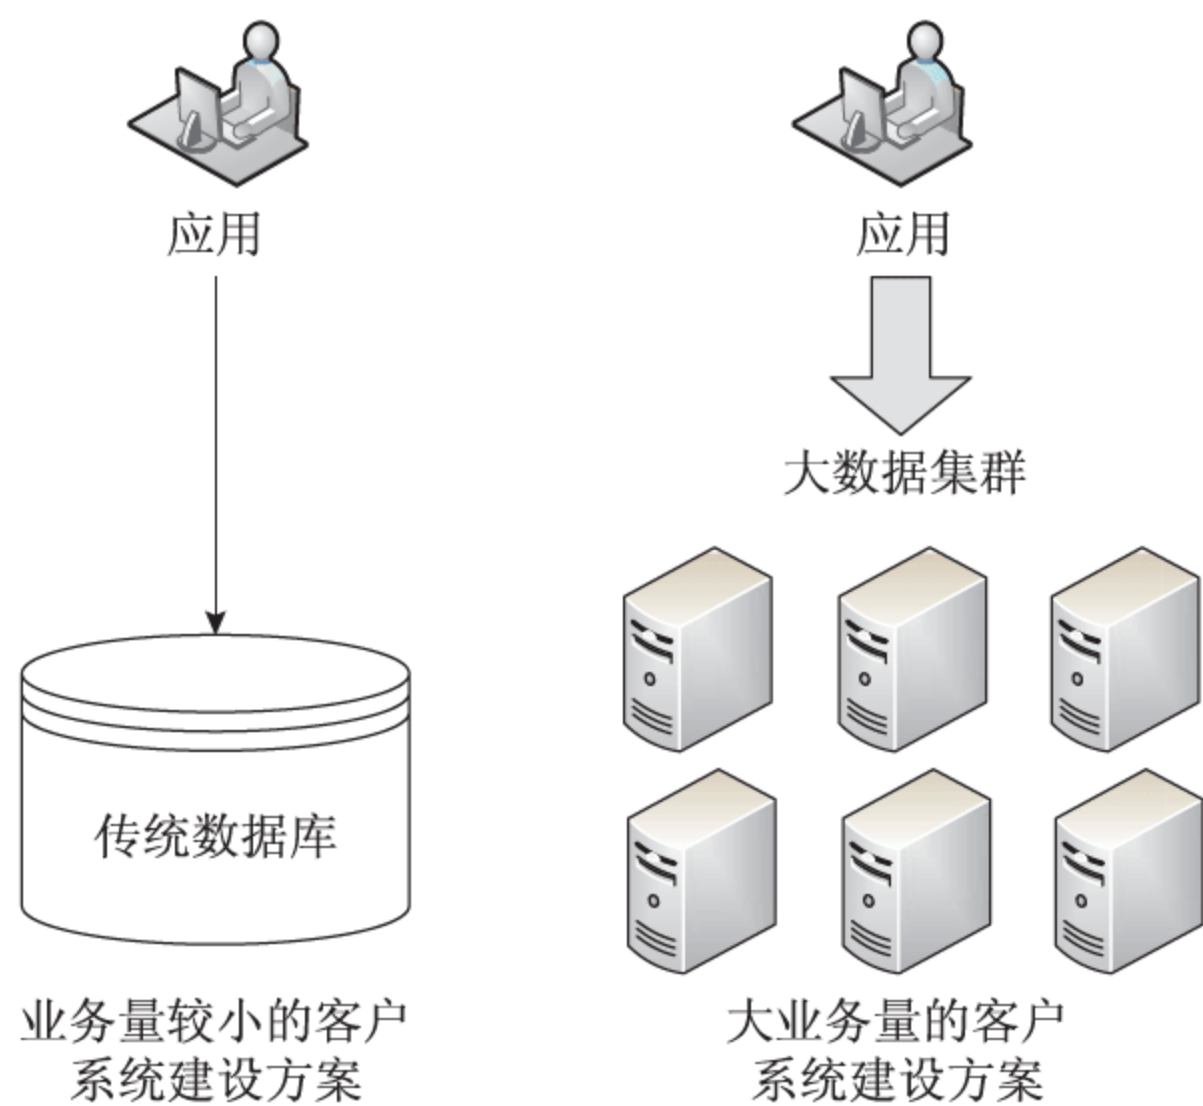 应用
传统数据库
业务量较小的客户
系统建设方案
应用
大数据集群
大业务量的客户
系统建设方案